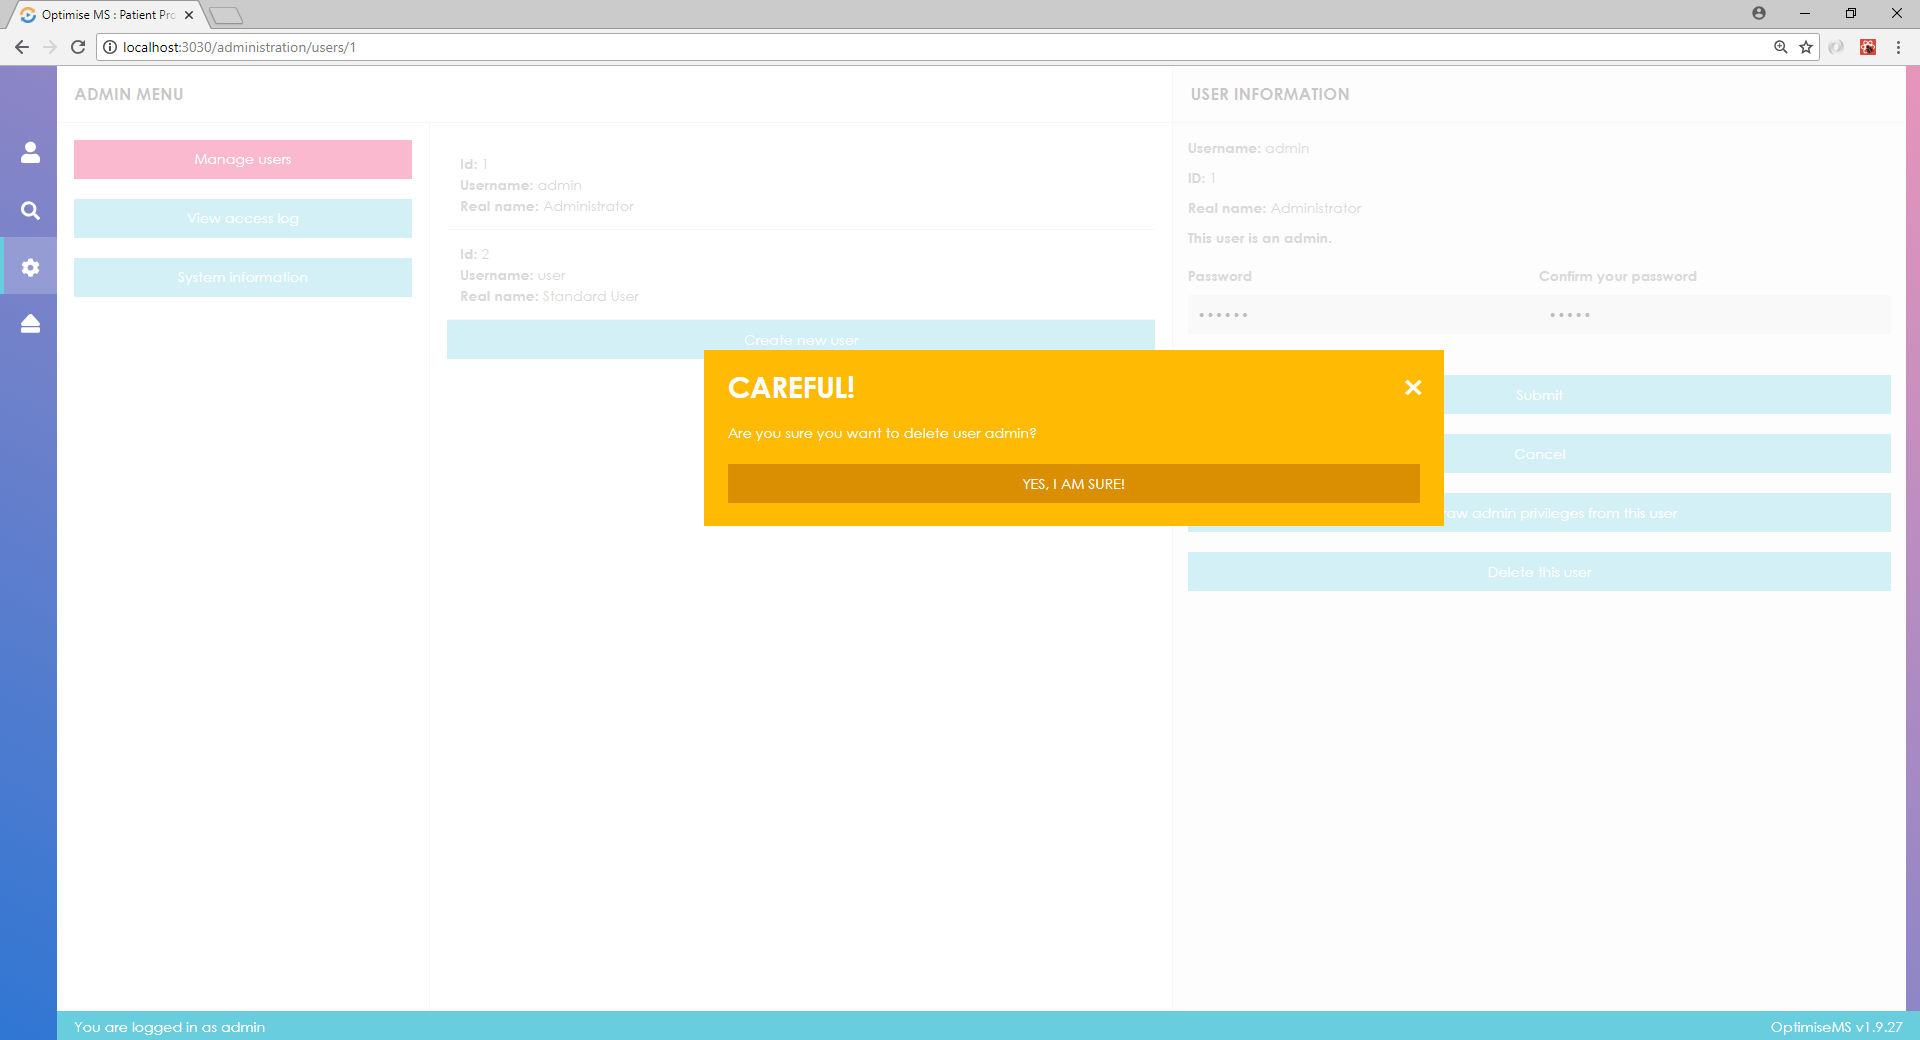 Optimise MS : Patient Pro
localhost:3030/administration/users/1
ADMIN MENU
Manage users
View access log
System information
Id: 1
Username: admin
Real name: Administrator
Id: 2
Username: user
Real name: Standard User
Create new user
USER INFORMATION
Username: admin
ID: 1
Real name: Administrator
This user is an admin.
Password
Confirm your password
Submit
Cancel
admin privileges from this user
Delete this user
CAREFUL!
Are you sure you want to delete user admin?
YES, I AM SURE!
You are logged in as admin
OptimiseMS v1.9.27